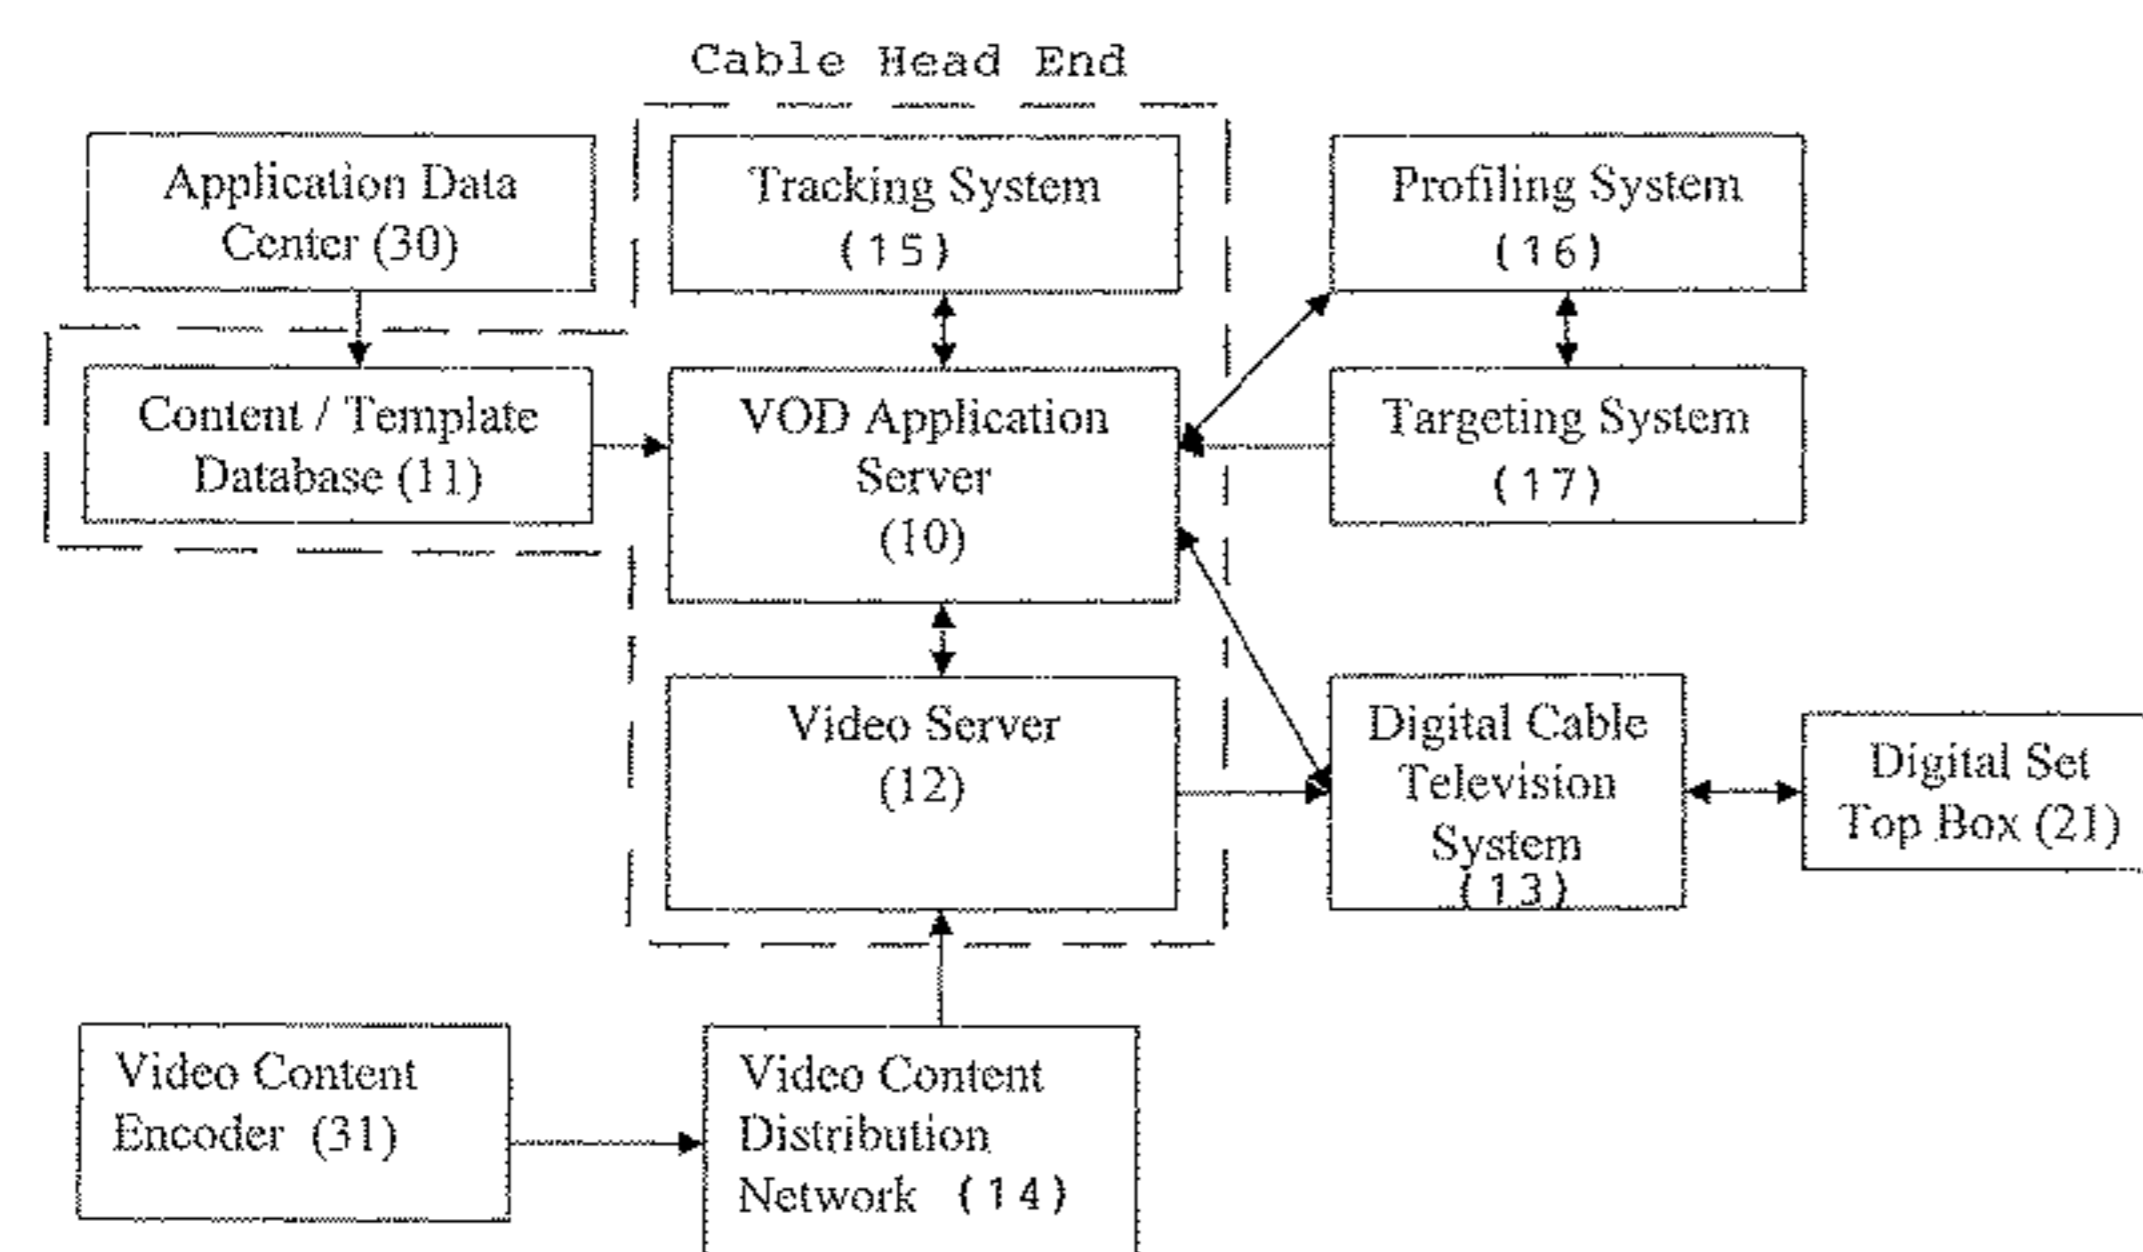 Cable Head End
Application Data
Center (30)
Tracking System
(15)
Profiling System
(16)
Content / Template
Database (11)
VOD Application
Server
(10)
Targeting System
(17)
Video Server
(12)
Digital Cable
Television
System
(13)
Digital Set
Top Box (21)
Video Content
Encoder (31)
Video Content
Distribution
Network (14)